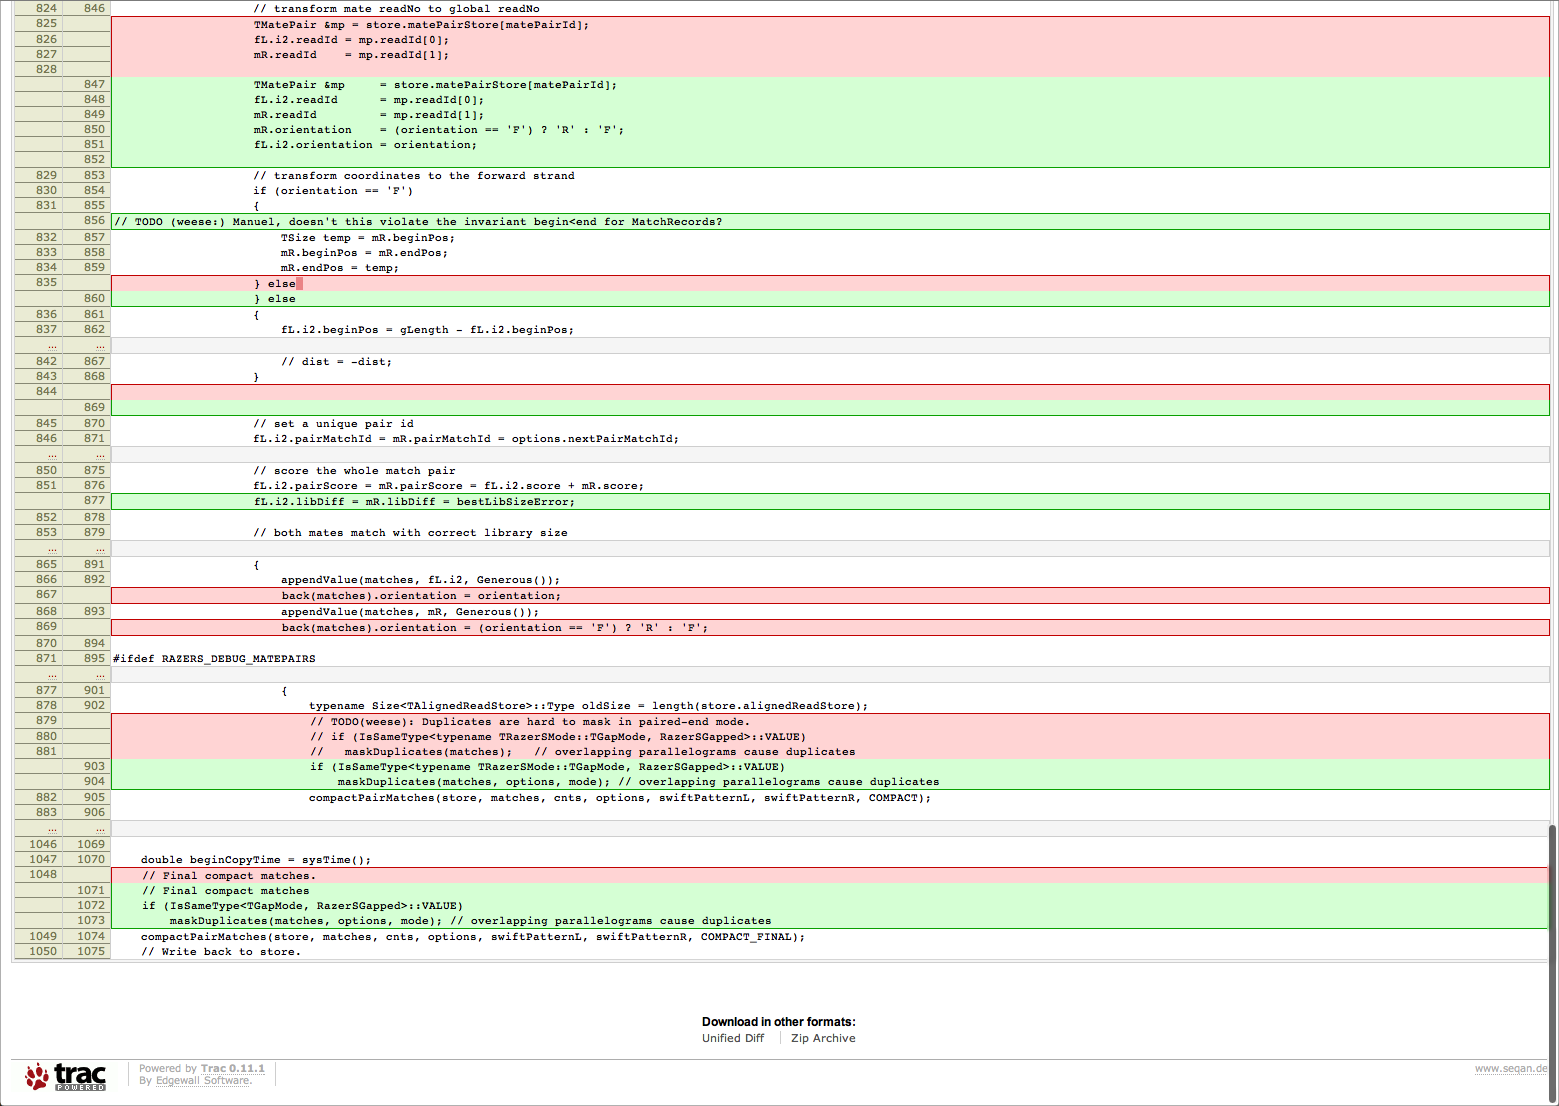 824 846 // transform mate readNo to global readNo
825 TMatePair &mp = store.matePairStore[matePairId];
826 fL.i2.readId = mp.readId[0];
827 mR.readId    = mp.readId[1];
828
847 TMatePair &mp     = store.matePairStore[matePairId];
848 fL.i2.readId      = mp.readId[0];
849 mR.readId         = mp.readId[1];
850 mR.orientation    = (orientation == 'F') ? 'R' : 'F';
851 fL.i2.orientation = orientation;
852
829 853 // transform coordinates to the forward strand
830 854 if (orientation == 'F')
831 855 {
856 // TODO (weese:) Manuel, doesn't this violate the invariant begin<end for MatchRecords?
832 857 TSize temp = mR.beginPos;
833 858 mR.beginPos = mR.endPos;
834 859 mR.endPos = temp;
835 } else
860 } else
836 861 {
837 862 fL.i2.beginPos = gLength - fL.i2.beginPos;
... ...
842 867 // dist = -dist;
843 868 }
844
869
845 870 // set a unique pair id
846 871 fL.i2.pairMatchId = mR.pairMatchId = options.nextPairMatchId;
... ...
850 875 // score the whole match pair
851 876 fL.i2.pairScore = mR.pairScore = fL.i2.score + mR.score;
877 fL.i2.libDiff = mR.libDiff = bestLibSizeError;
852 878
853 879 // both mates match with correct library size
... ...
865 891 {
866 892 appendValue(matches, fL.i2, Generous());
867 back(matches).orientation = orientation;
868 893 appendValue(matches, mR, Generous());
869 back(matches).orientation = (orientation == 'F') ? 'R' : 'F';
870 894
871 895 #ifdef RAZERS_DEBUG_MATEPAIRS
... ...
877 901 {
878 902 typename Size<TAlignedReadStore>::Type oldSize = length(store.alignedReadStore);
879 // TODO(weese): Duplicates are hard to mask in paired-end mode.
880 // if (IsSameType<typename TRazerSMode::TGapMode, RazerSGapped>::VALUE)
881 //   maskDuplicates(matches);   // overlapping parallelograms cause duplicates
903 if (IsSameType<typename TRazerSMode::TGapMode, RazerSGapped>::VALUE)
904 maskDuplicates(matches, options, mode); // overlapping parallelograms cause duplicates
882 905 compactPairMatches(store, matches, cnts, options, swiftPatternL, swiftPatternR, COMPACT);
883 906
... ...
1046 1069
1047 1070 double beginCopyTime = sysTime();
1048 // Final compact matches.
1071 // Final compact matches
1072 if (IsSameType<TGapMode, RazerSGapped>::VALUE)
1073 maskDuplicates(matches, options, mode); // overlapping parallelograms cause duplicates
1049 1074 compactPairMatches(store, matches, cnts, options, swiftPatternL, swiftPatternR, COMPACT_FINAL);
1050 1075 // Write back to store.
Download in other formats:
Unified Diff Zip Archive
trac POWERED
Powered by Trac 0.11.1
By Edgewall Software.
www.seqan.de